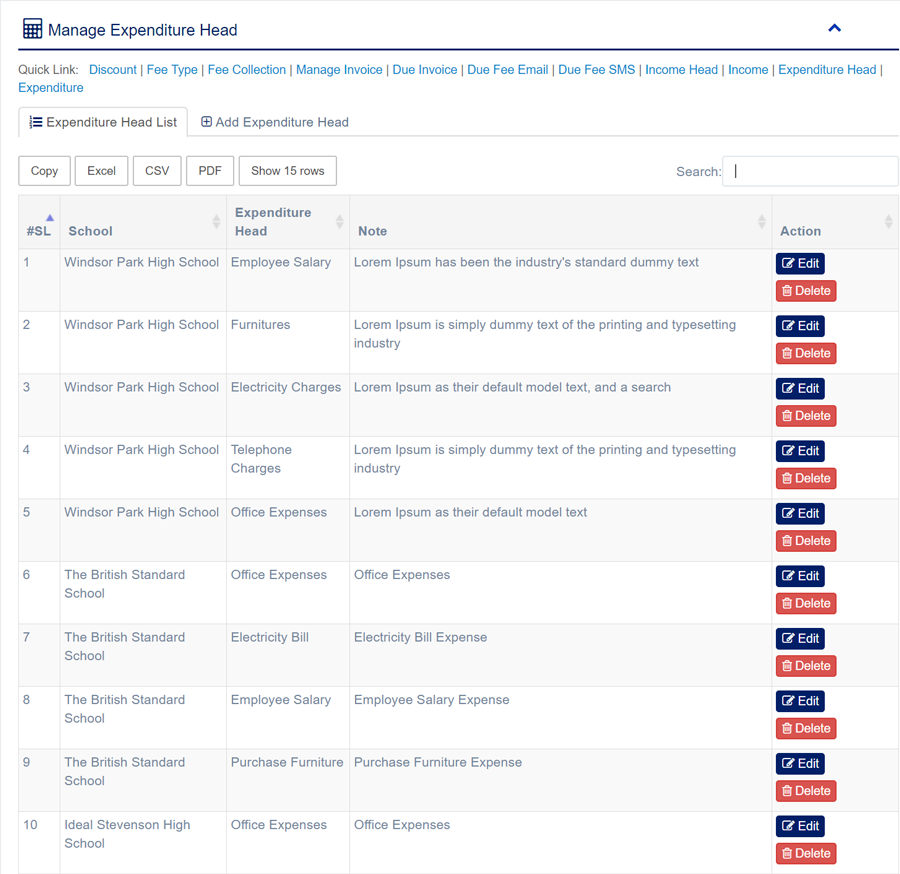 Manage Expenditure Head
Quick Link: Discount | Fee Type | Fee Collection | Manage Invoice | Due Invoice | Due Fee Email | Due Fee SMS | Income Head | Income | Expenditure Head |
Expenditure
Expenditure Head List Add Expenditure Head
Copy Excel CSV PDF Show 15 rows Search:
#SL School Expenditure Head Note Action
1 Windsor Park High School Employee Salary Lorem Ipsum has been the industry's standard dummy text Edit
Delete
2 Windsor Park High School Furnitures Lorem Ipsum is simply dummy text of the printing and typesetting Edit
industry Delete
3 Windsor Park High School Electricity Charges Lorem Ipsum as their default model text, and a search Edit
Delete
4 Windsor Park High School Telephone Lorem Ipsum is simply dummy text of the printing and typesetting Edit
Charges industry Delete
5 Windsor Park High School Office Expenses Lorem Ipsum as their default model text Edit
Delete
6 The British Standard Office Expenses Office Expenses Edit
School Delete
7 The British Standard Electricity Bill Electricity Bill Expense Edit
School Delete
8 The British Standard Employee Salary Employee Salary Expense Edit
School Delete
9 The British Standard Purchase Furniture Purchase Furniture Expense Edit
School Delete
10 Ideal Stevenson High Office Expenses Office Expenses Edit
School Delete